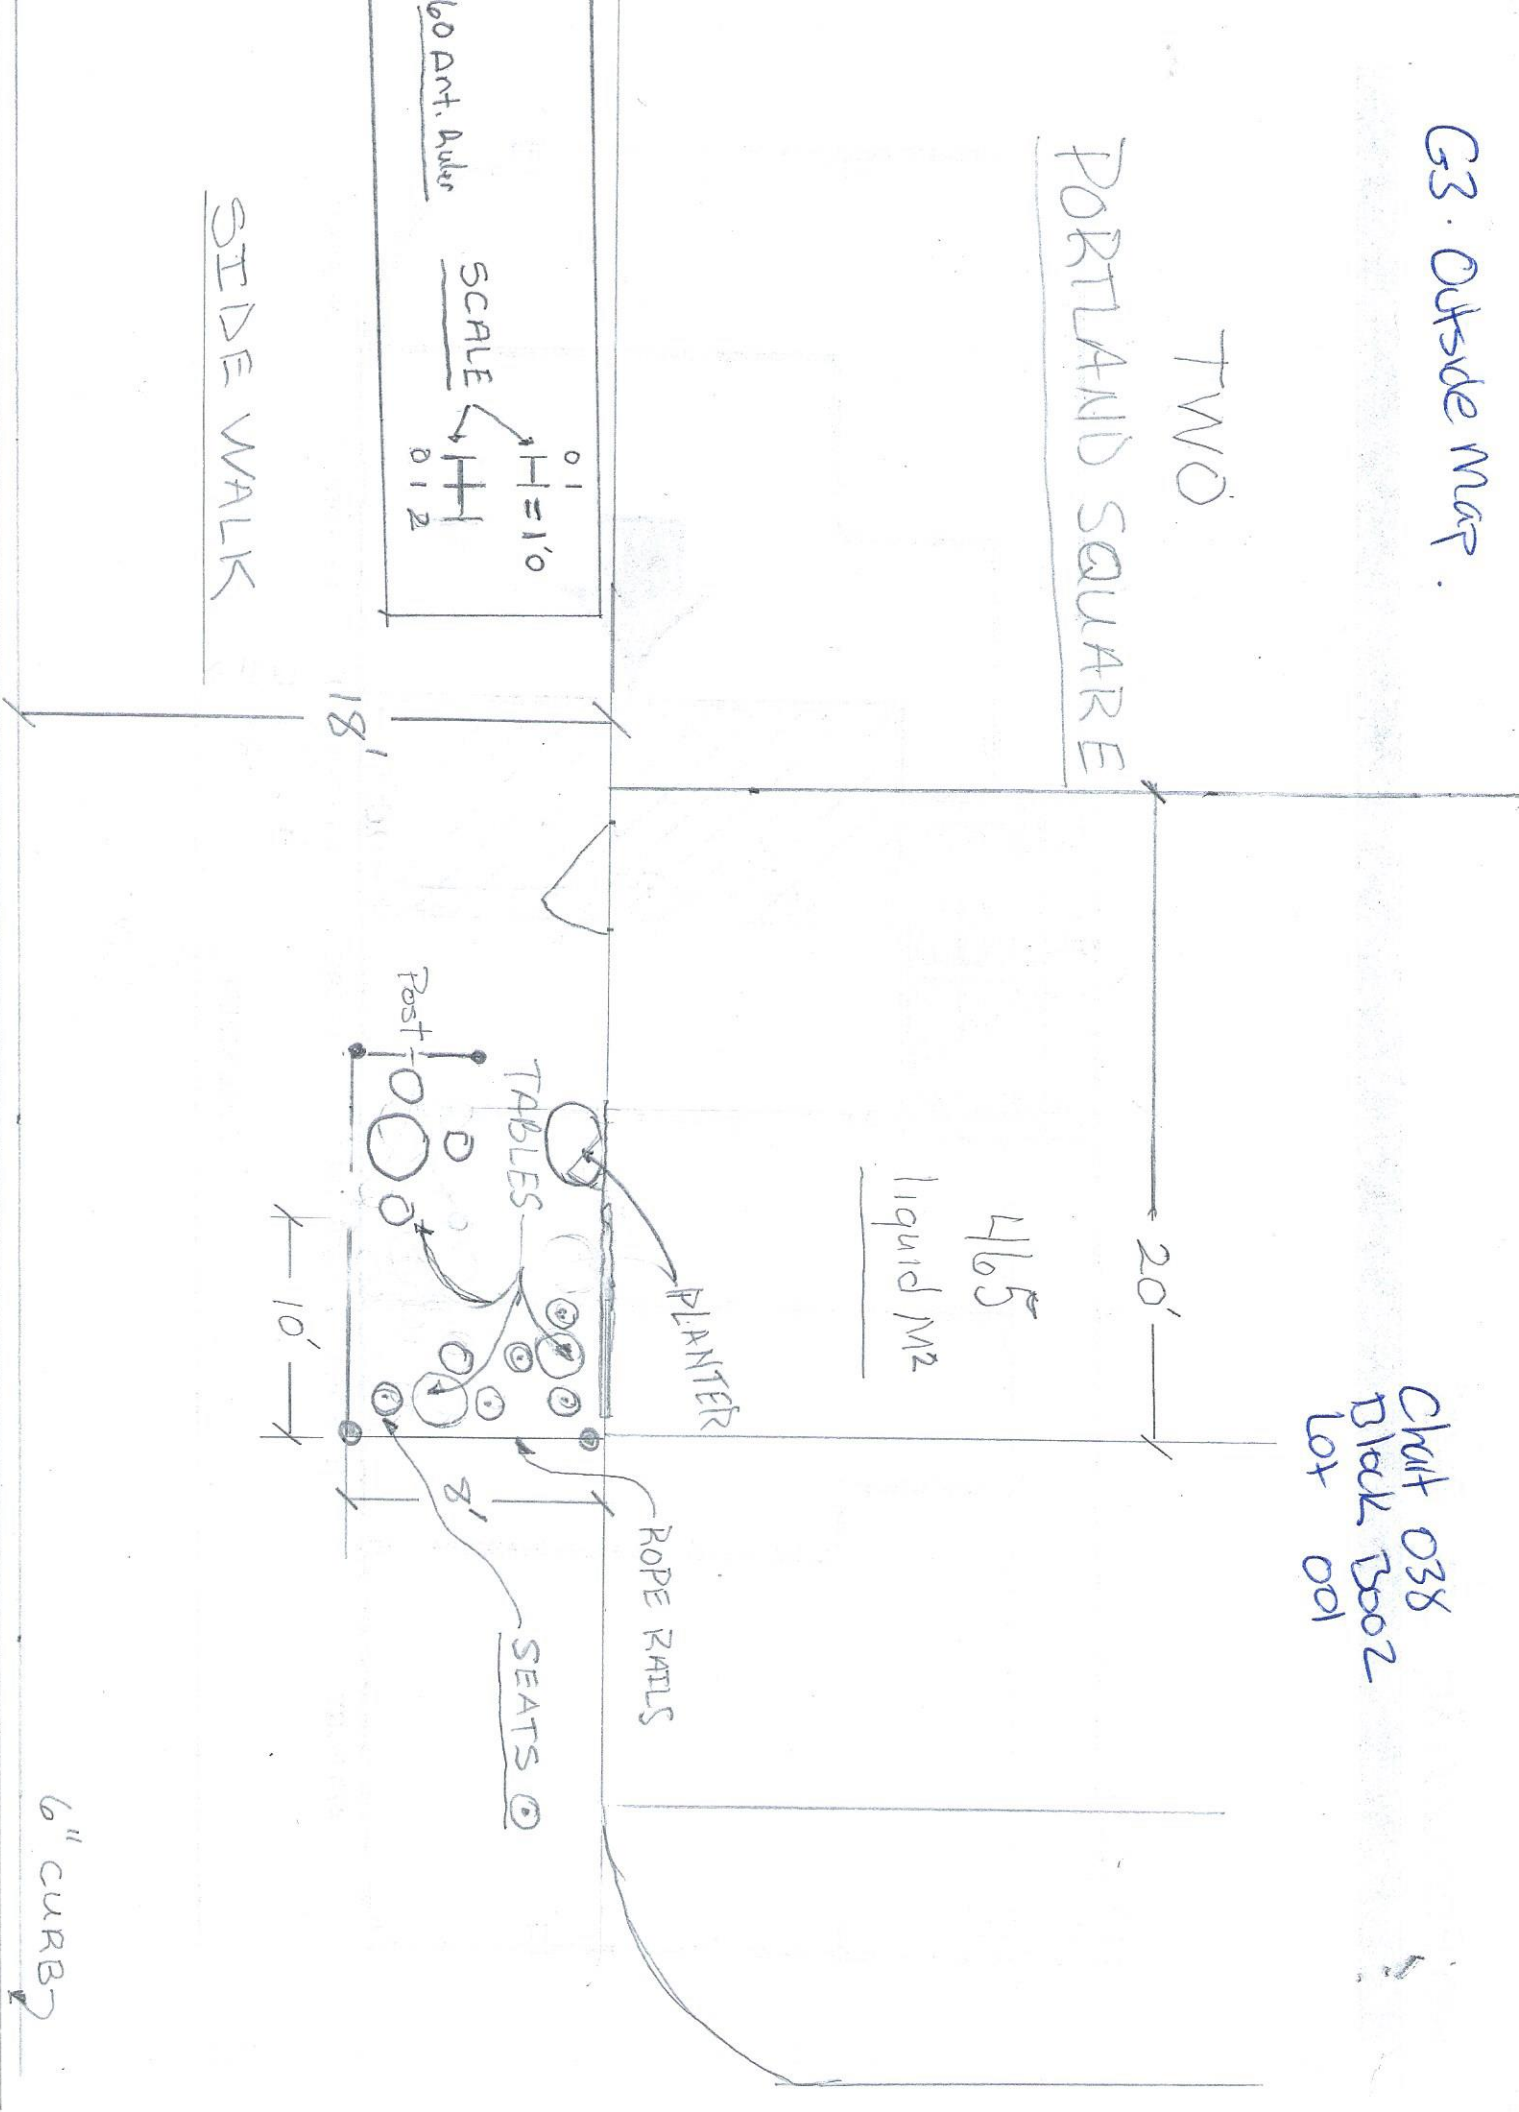 G3. Outside Map.
Chart 038
Block B002
Lot 001
TWO
PORTLAND SQUARE
20'
465
liquid M²
PLANTER
ROPE RAILS
TABLES
Post
SEATS
8'
10'
18'
0 1
H = 1'0
SCALE
0 1 2
SIDE WALK
6" CURB